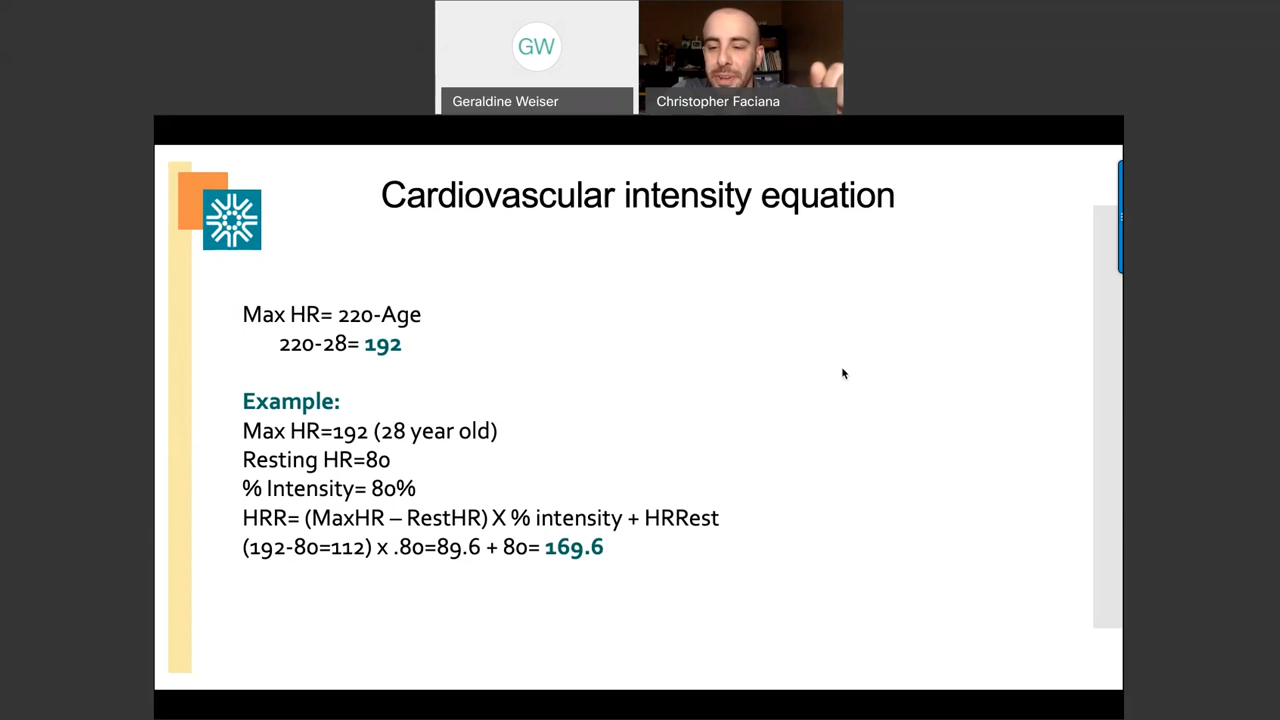 GW
Geraldine Weiser
Christopher Faciana
Cardiovascular intensity equation
Max HR= 220-Age
220-28= 192
Example:
Max HR=192 (28 year old)
Resting HR=80
% Intensity= 80%
HRR= (MaxHR – RestHR) X % intensity + HRRest
(192-80=112) x .80=89.6 + 80= 169.6